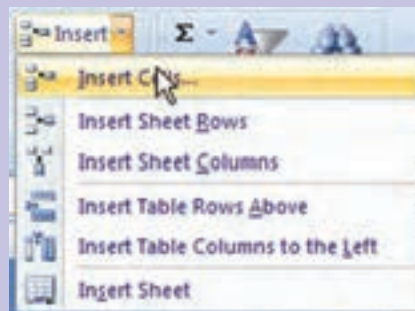 Insert Σ
Insert Cells...
Insert Sheet Rows
Insert Sheet Columns
Insert Table Rows Above
Insert Table Columns to the Left
Insert Sheet